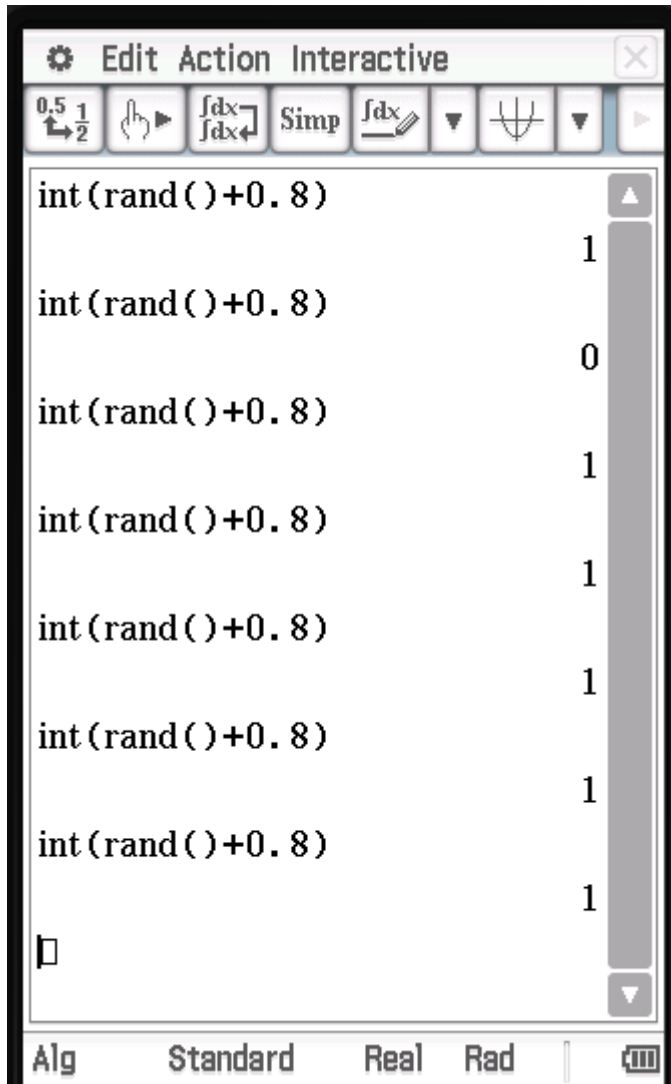 Edit Action Interactive
0.5 1/2 ∫dx ∫dx Simp ∫dx
int(rand()+0.8)
1
int(rand()+0.8)
0
int(rand()+0.8)
1
int(rand()+0.8)
1
int(rand()+0.8)
1
int(rand()+0.8)
1
int(rand()+0.8)
1
Alg Standard Real Rad